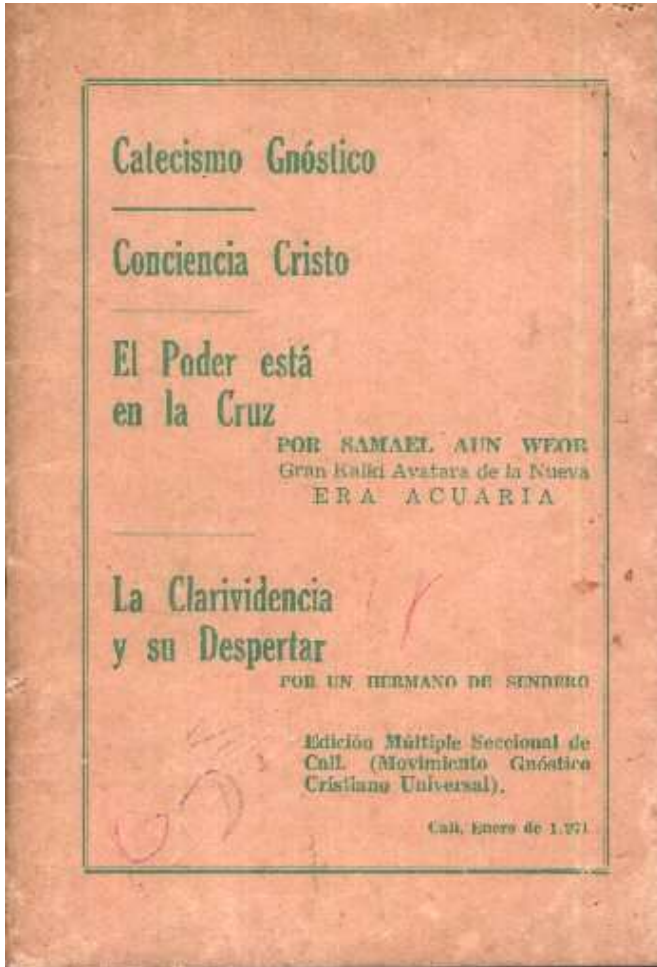 Catecismo Gnóstico
Conciencia Cristo
El Poder está
en la Cruz
POR SAMAEL AUN WEOR
Gran Kalki Avatara de la Nueva
ERA ACUARIA
La Clarividencia
y su Despertar
POR UN HERMANO DE SENDERO
Edición Múltiple Seccional de
Cali. (Movimiento Gnóstico
Cristiano Universal).
Cali, Enero de 1.971